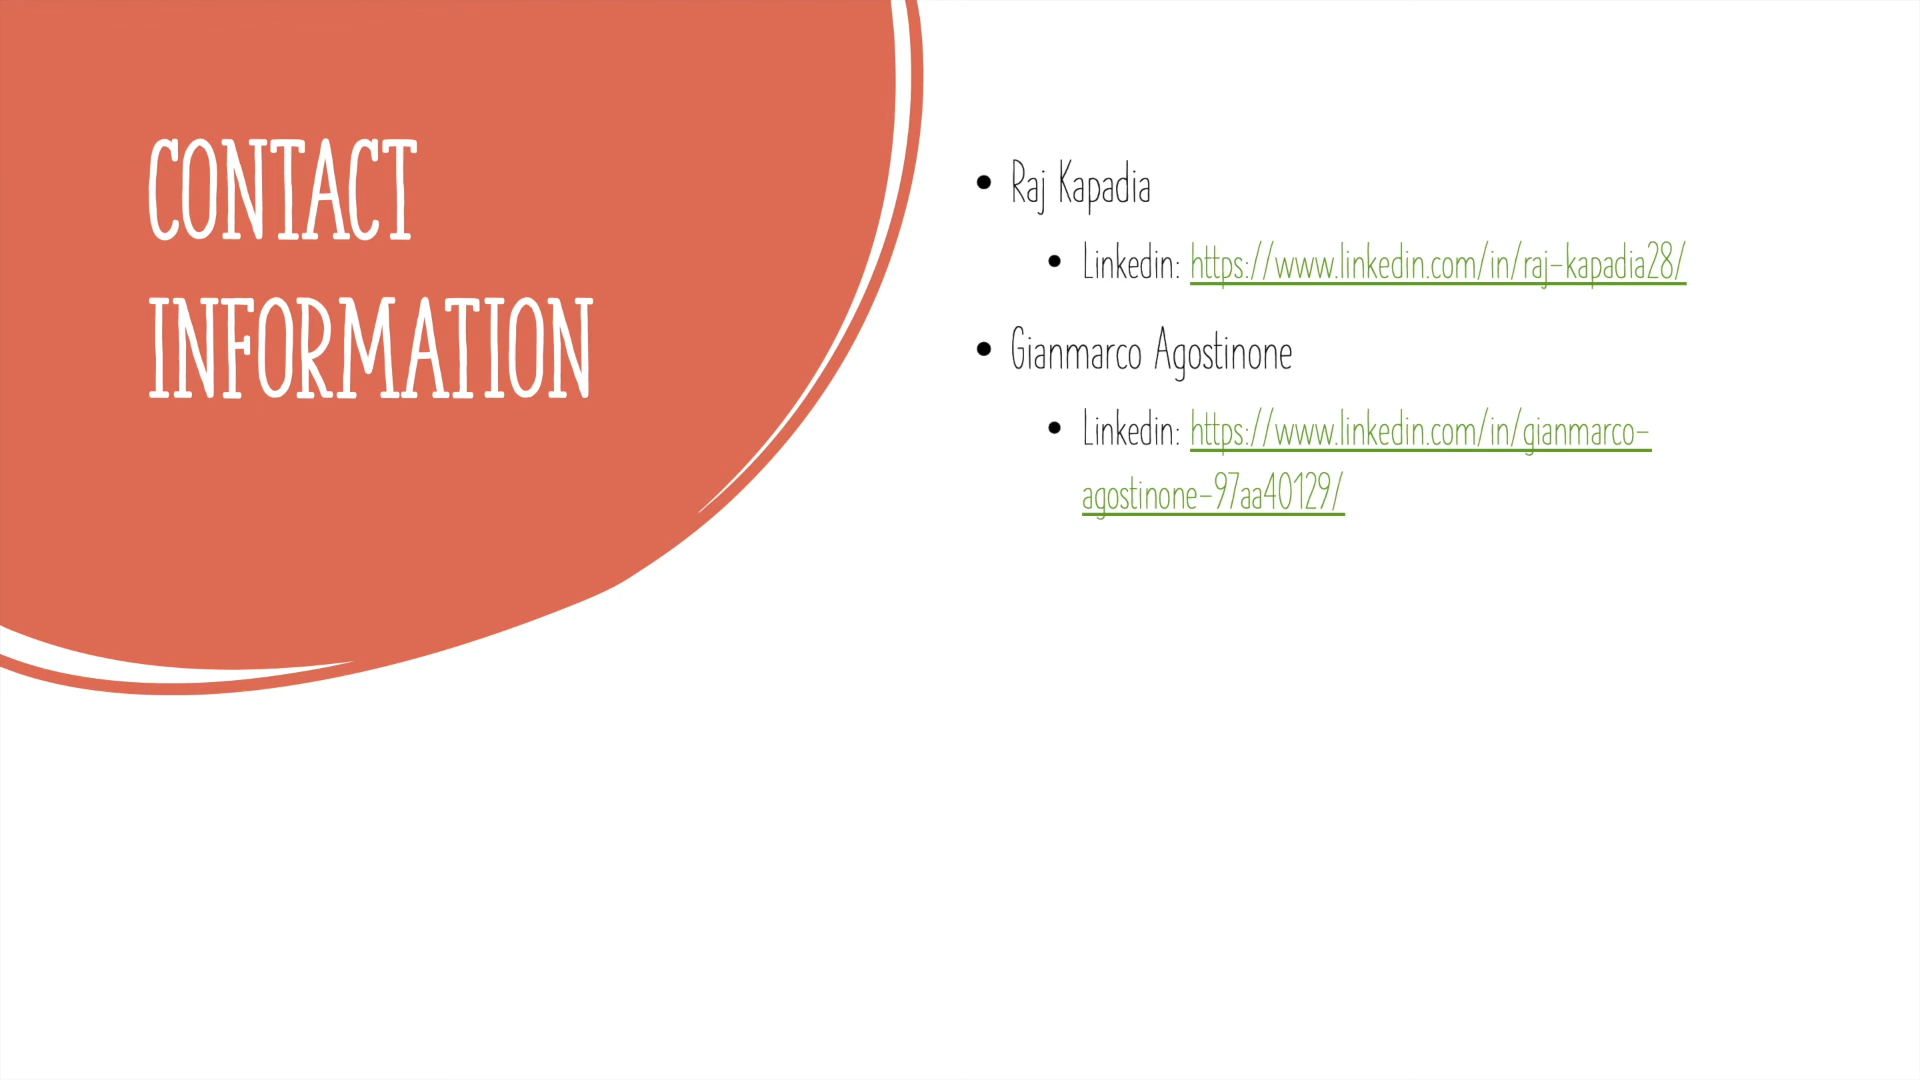 CONTACT
INFORMATION
• Raj Kapadia
• Linkedin: https://www.linkedin.com/in/raj-kapadia28/
• Gianmarco Agostinone
• Linkedin: https://www.linkedin.com/in/gianmarco-
agostinone-97aa40129/